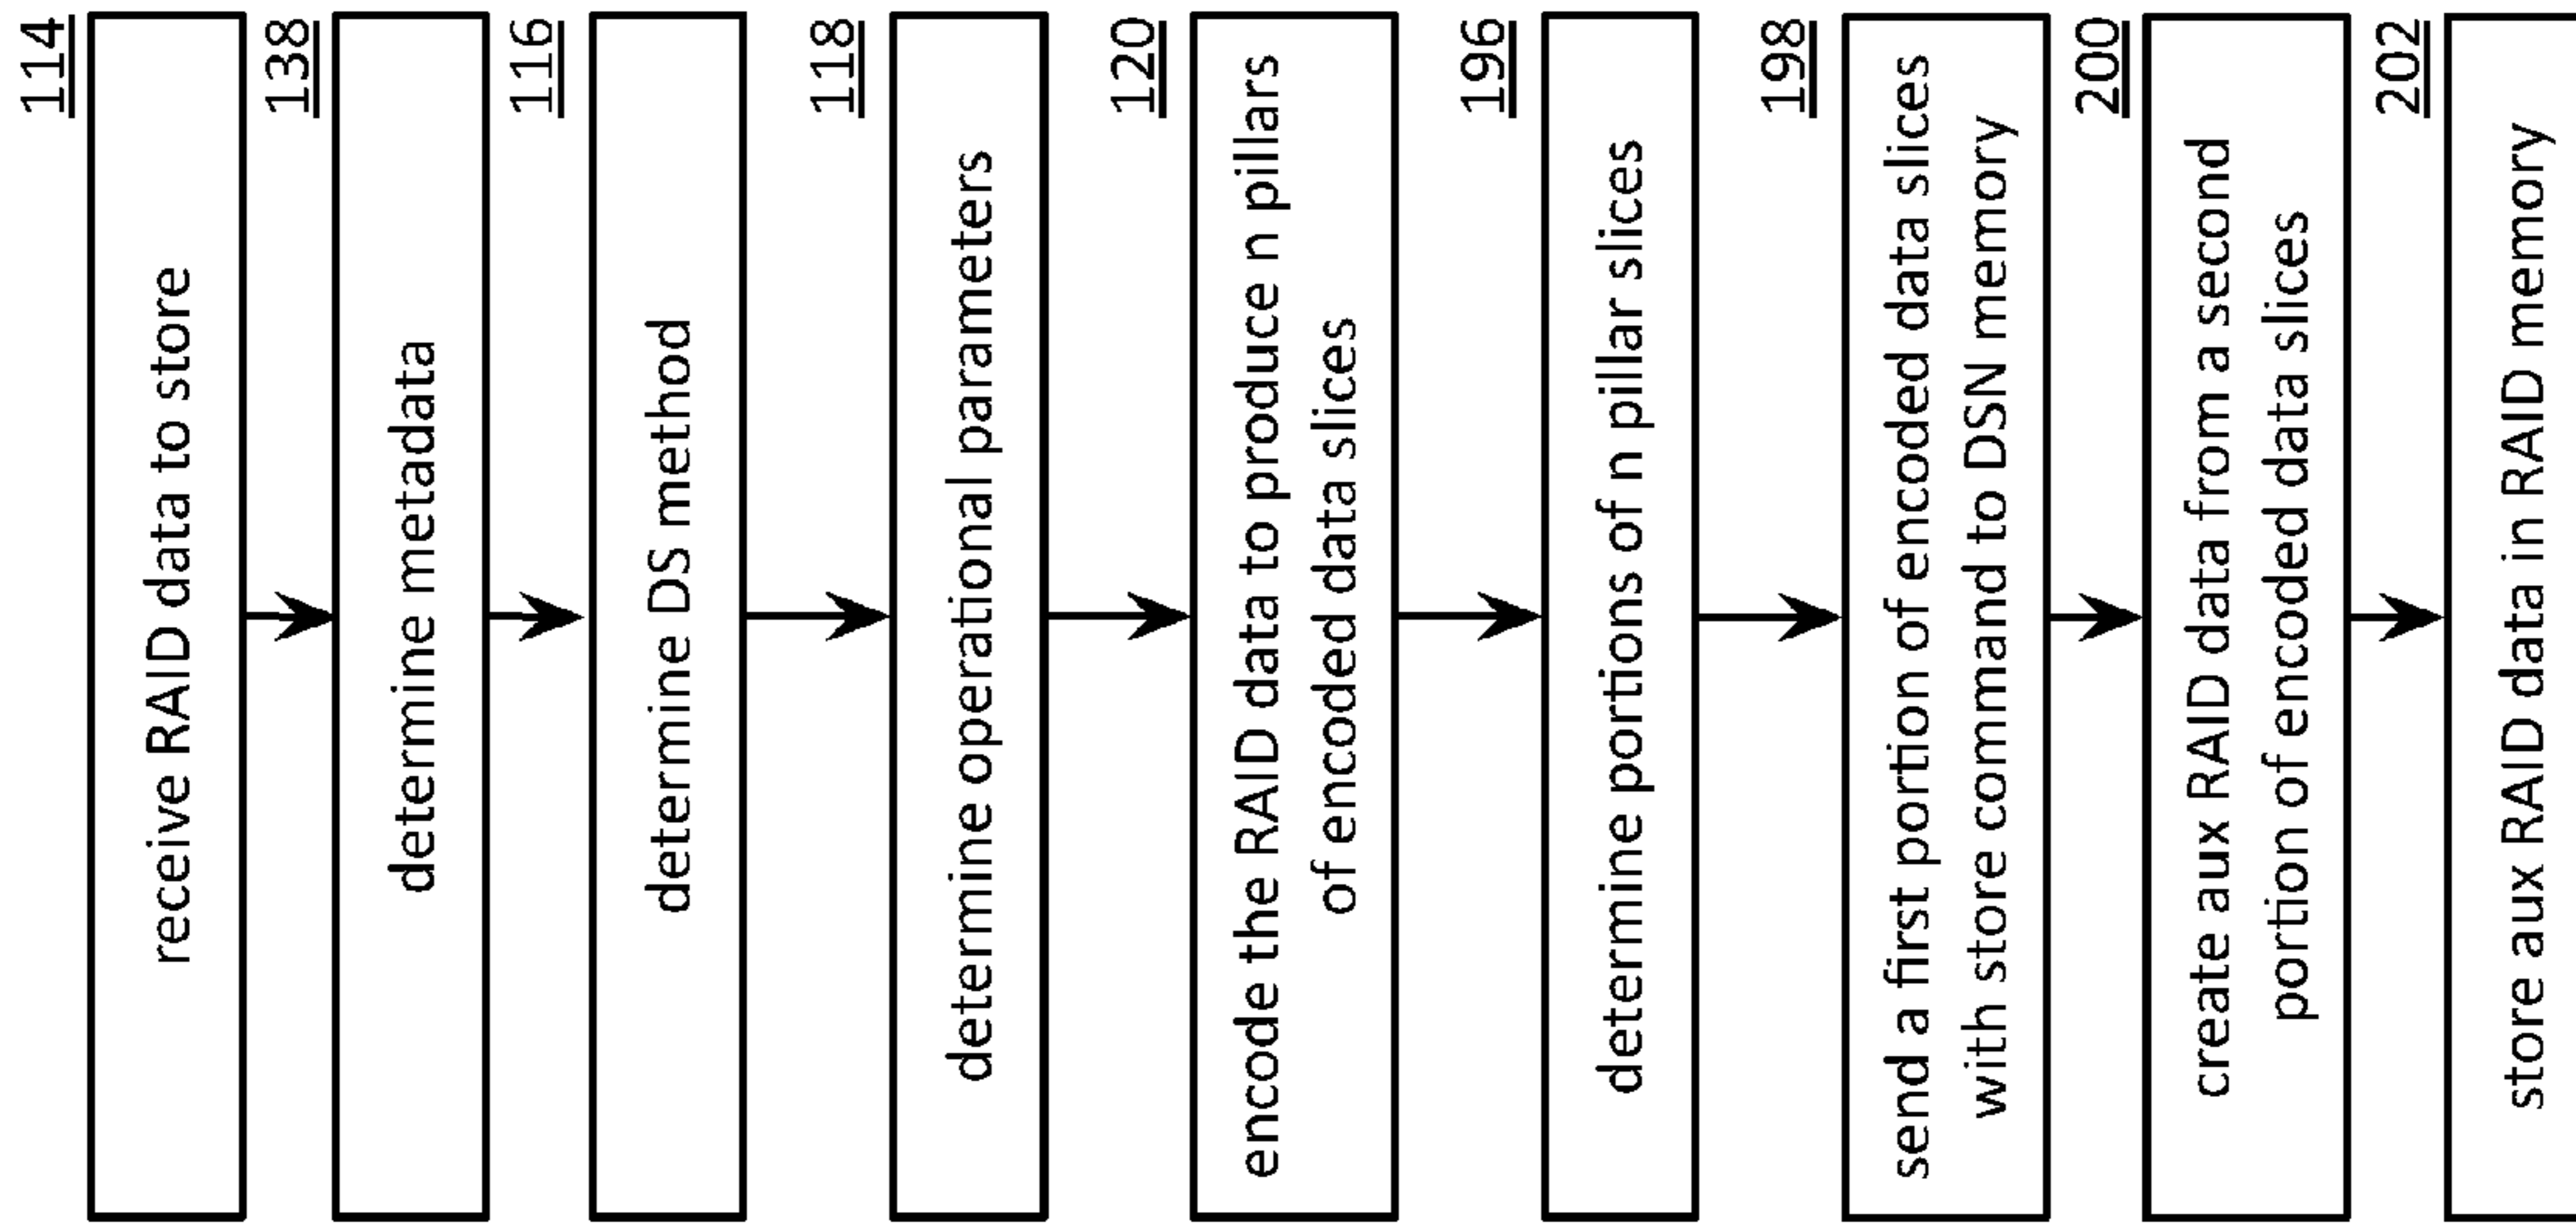 114
receive RAID data to store
138
determine metadata
116
determine DS method
118
determine operational parameters
120
encode the RAID data to produce n pillars
of encoded data slices
196
determine portions of n pillar slices
198
send a first portion of encoded data slices
with store command to DSN memory
200
create aux RAID data from a second
portion of encoded data slices
202
store aux RAID data in RAID memory